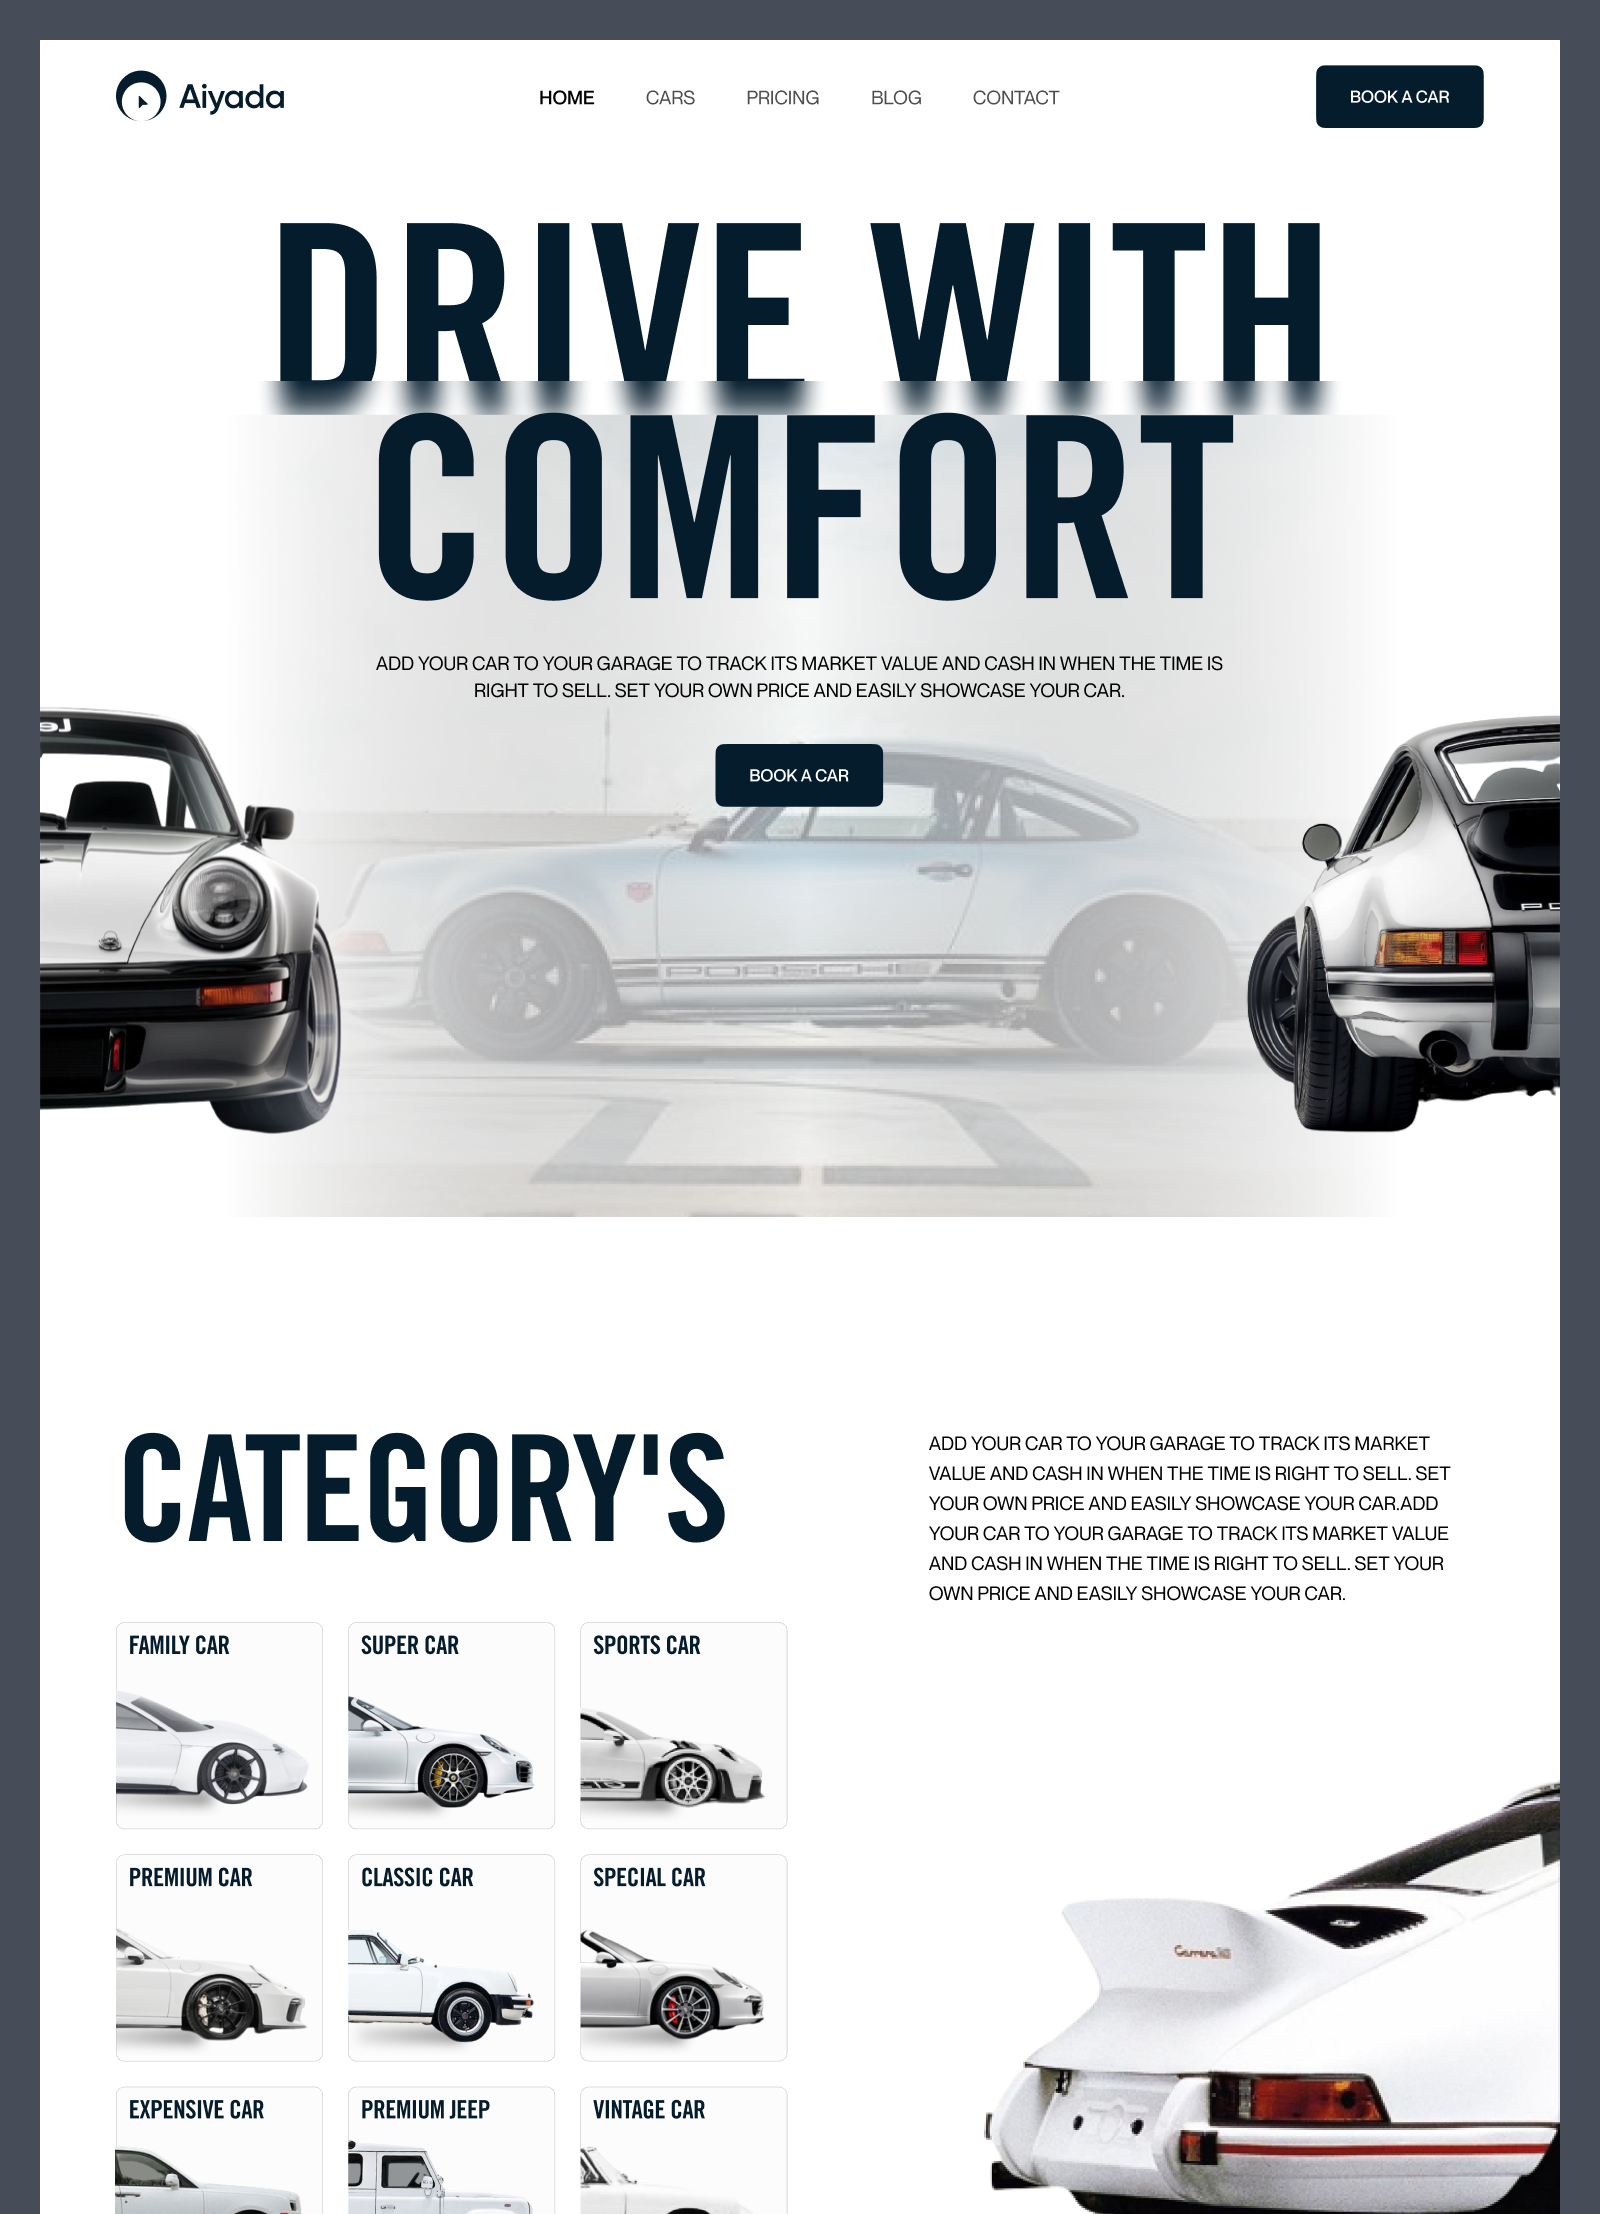 Aiyada
HOME CARS PRICING BLOG CONTACT
BOOK A CAR
DRIVE WITH
COMFORT
ADD YOUR CAR TO YOUR GARAGE TO TRACK ITS MARKET VALUE AND CASH IN WHEN THE TIME IS
RIGHT TO SELL. SET YOUR OWN PRICE AND EASILY SHOWCASE YOUR CAR.
BOOK A CAR
PORSCHE
CATEGORY'S
ADD YOUR CAR TO YOUR GARAGE TO TRACK ITS MARKET
VALUE AND CASH IN WHEN THE TIME IS RIGHT TO SELL. SET
YOUR OWN PRICE AND EASILY SHOWCASE YOUR CAR.ADD
YOUR CAR TO YOUR GARAGE TO TRACK ITS MARKET VALUE
AND CASH IN WHEN THE TIME IS RIGHT TO SELL. SET YOUR
OWN PRICE AND EASILY SHOWCASE YOUR CAR.
FAMILY CAR
SUPER CAR
SPORTS CAR
PREMIUM CAR
CLASSIC CAR
SPECIAL CAR
Carrera
EXPENSIVE CAR
PREMIUM JEEP
VINTAGE CAR